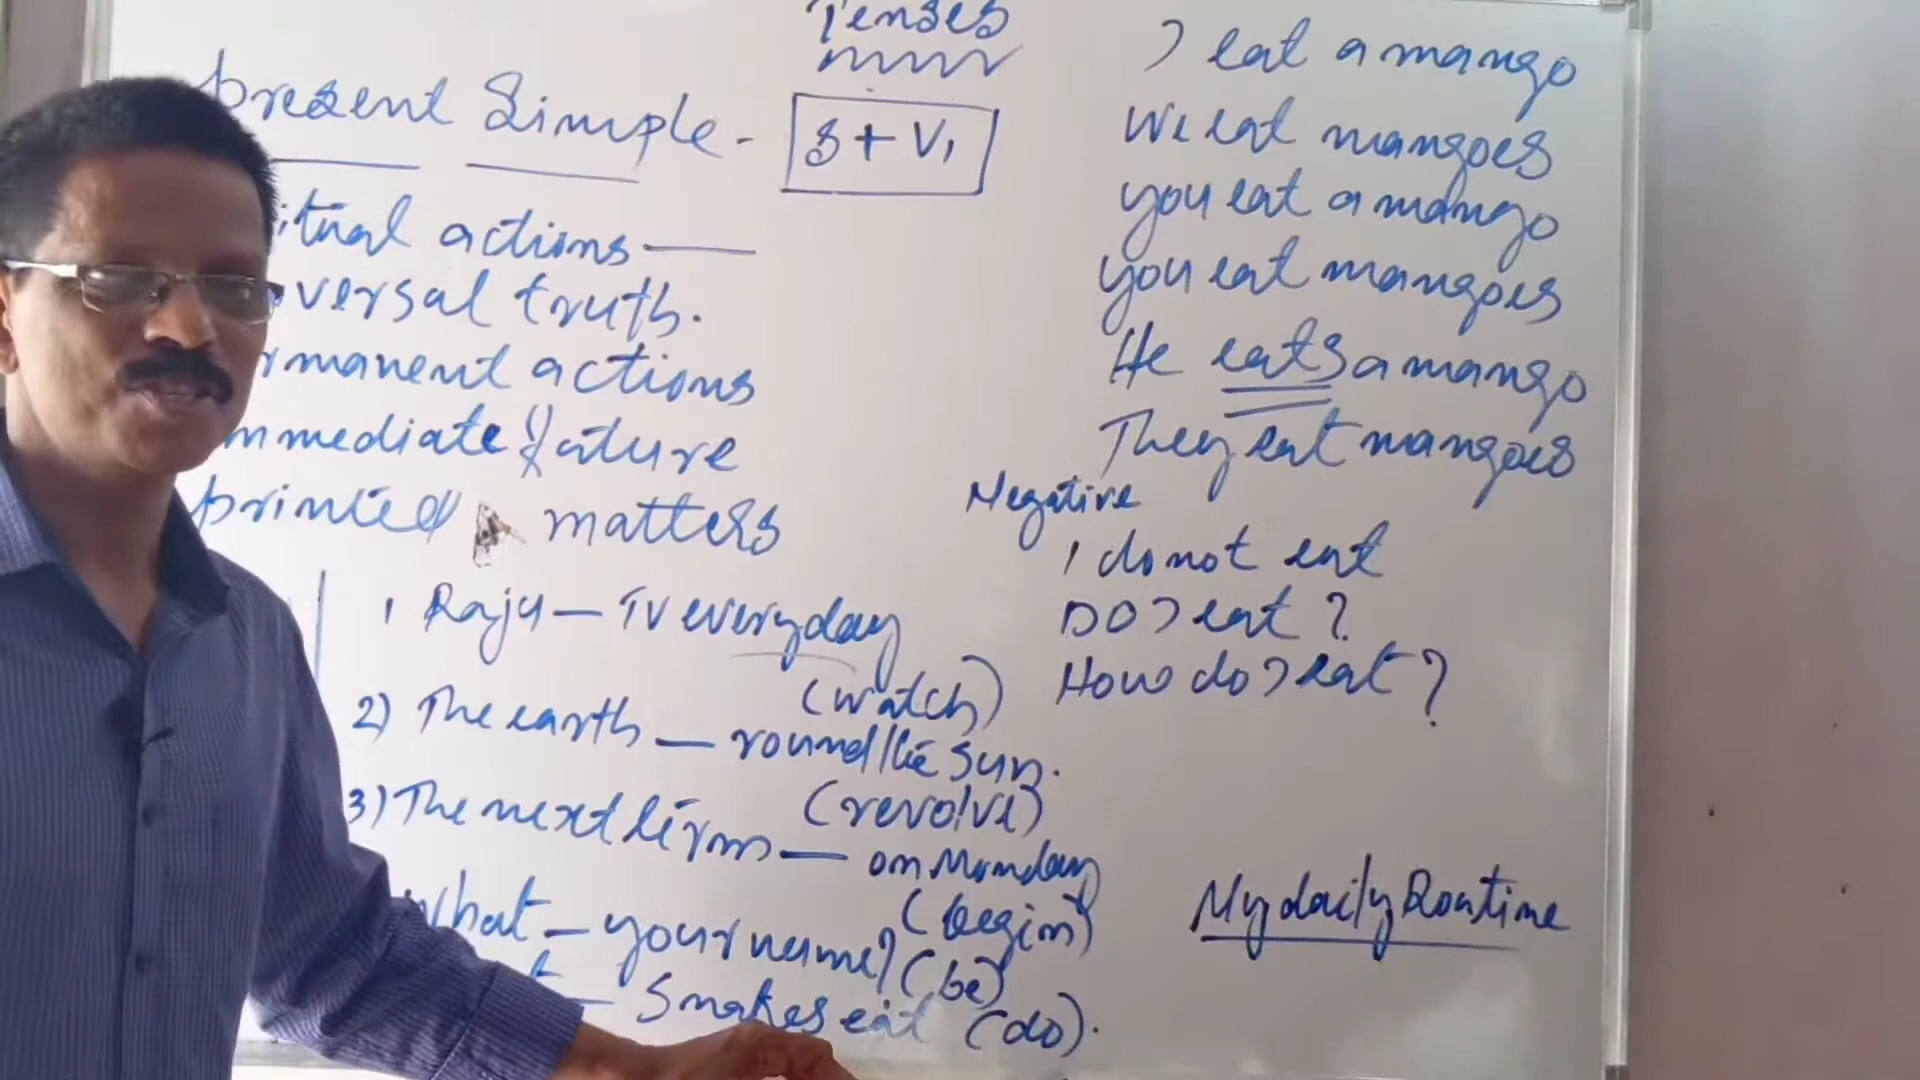 Tenses
present Simple -
S + V1
itual actions —
versal truth.
rmanent actions
mmediate future
printed matters
1 Raju — TV everyday
(watch)
2) The earth — round the sun.
(revolve)
3) The next term — on Monday
(begin)
What — your name? (be)
— Snakes eat (do).
I eat a mango
We eat mangoes
you eat a mango
you eat mangoes
He eats a mango
They eat mangoes
Negative
I do not eat
Do I eat ?
How do I eat ?
My daily Routine